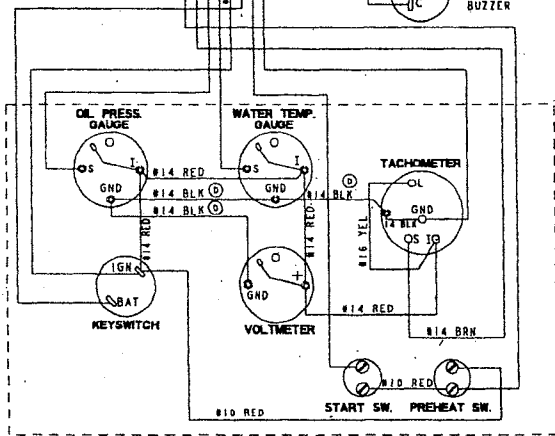 C
BUZZER
OIL PRESS.
GAUGE
WATER TEMP.
GAUGE
S
I
#14 RED
S
I
TACHOMETER
GND
#14 BLK D
GND
#14 BLK D
L
#14 BLK D
GND
14 BLK
#14 RED
#14 RED
#16 YEL
S I
IGN
BAT
KEYSWITCH
GND
+
VOLTMETER
#14 RED
#14 BRN
#10 RED
START SW.
PREHEAT SW.
#10 RED